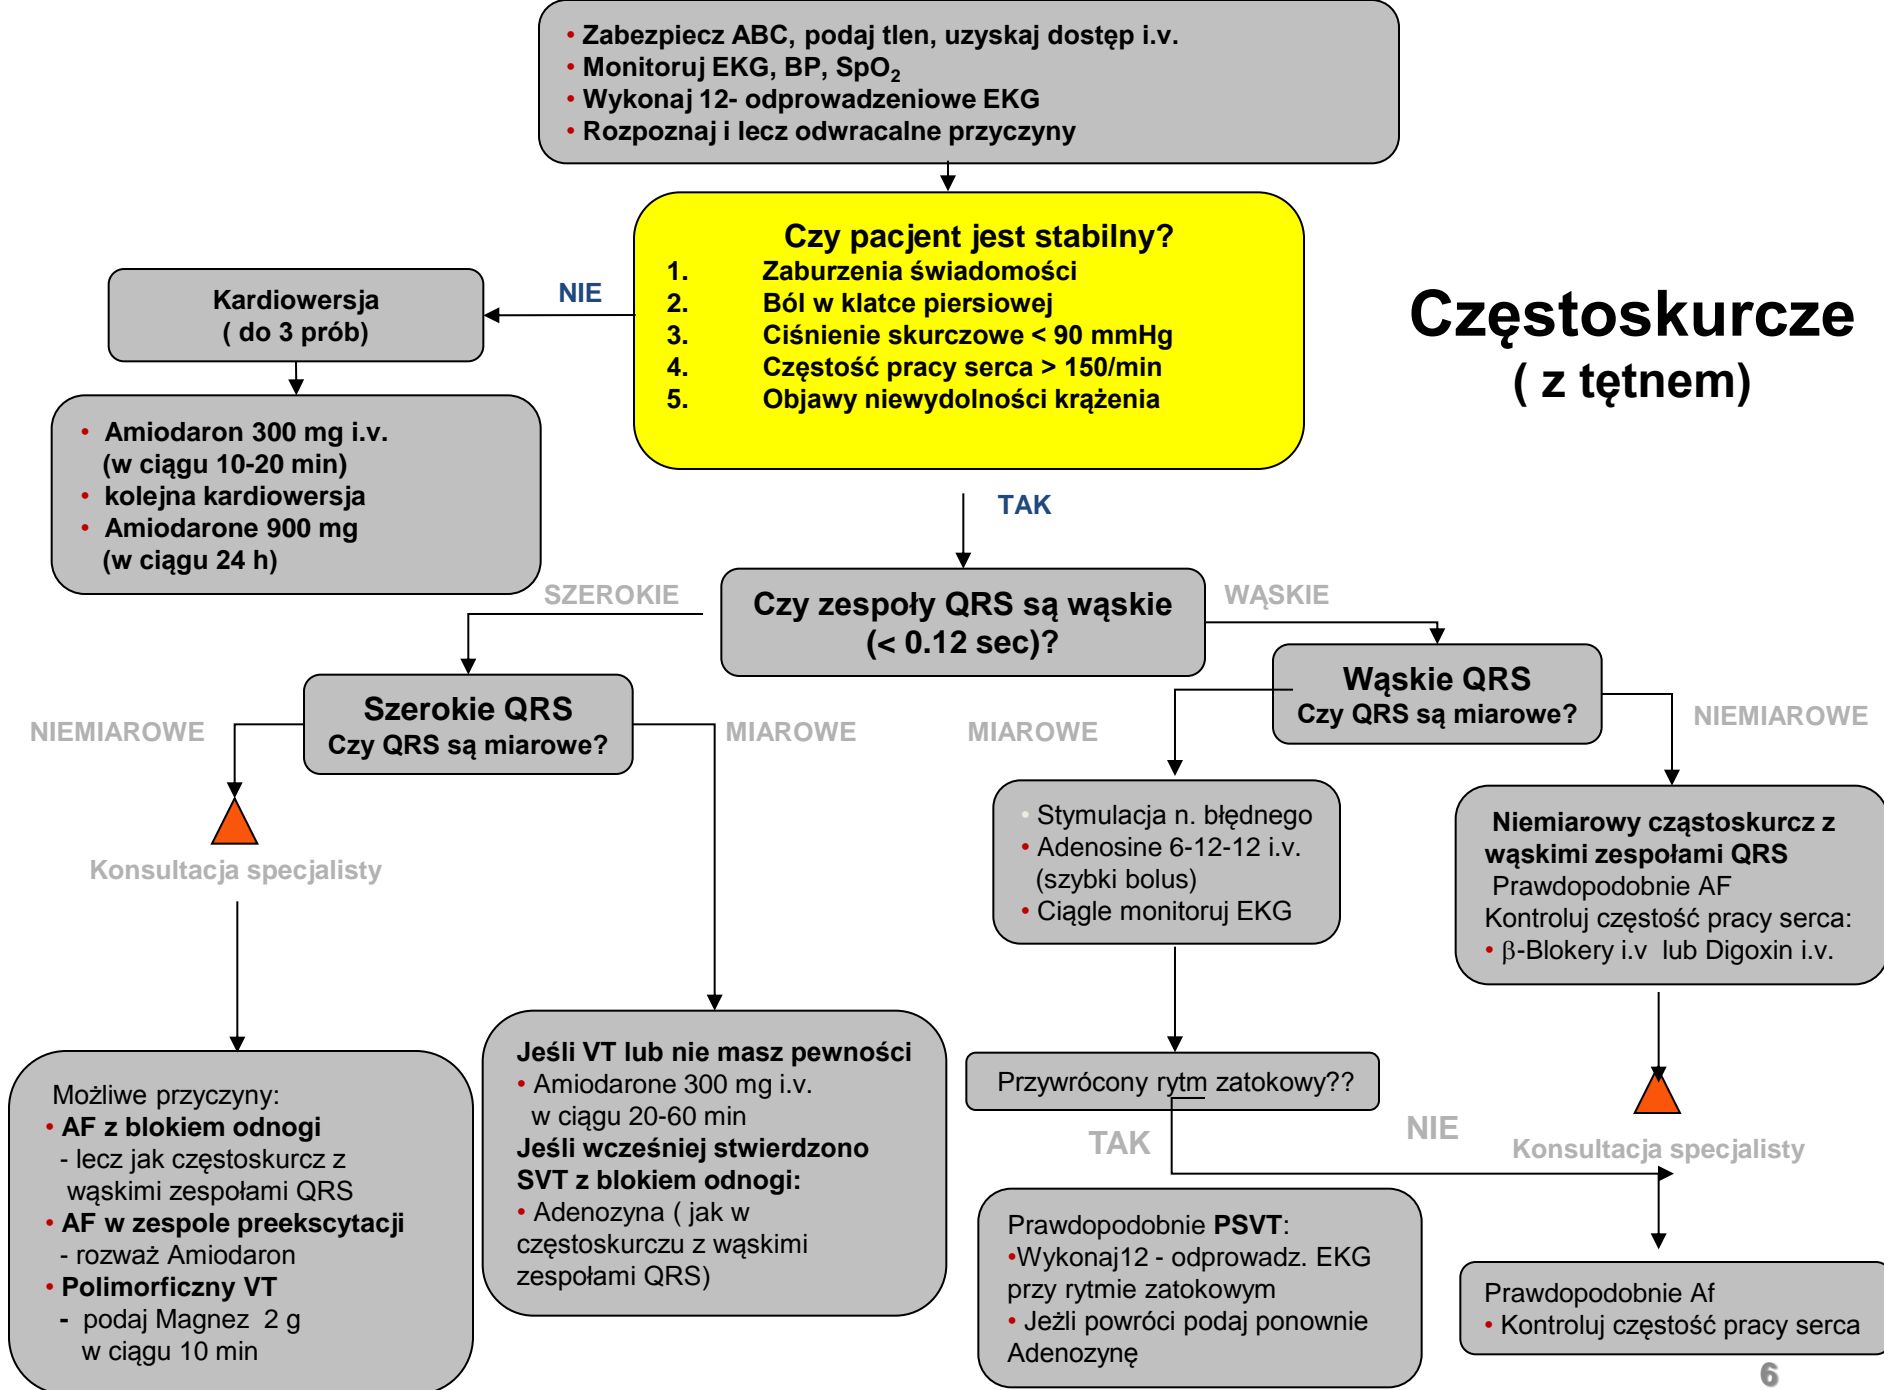 • Zabezpiecz ABC, podaj tlen, uzyskaj dostęp i.v.
• Monitoruj EKG, BP, SpO₂
• Wykonaj 12- odprowadzeniowe EKG
• Rozpoznaj i lecz odwracalne przyczyny
Czy pacjent jest stabilny?
1. Zaburzenia świadomości
2. Ból w klatce piersiowej
3. Ciśnienie skurczowe < 90 mmHg
4. Częstość pracy serca > 150/min
5. Objawy niewydolności krążenia
Częstoskurcze
( z tętnem)
NIE
Kardiowersja
( do 3 prób)
• Amiodaron 300 mg i.v.
(w ciągu 10-20 min)
• kolejna kardiowersja
• Amiodarone 900 mg
(w ciągu 24 h)
TAK
Czy zespoły QRS są wąskie
(< 0.12 sec)?
SZEROKIE
WĄSKIE
Szerokie QRS
Czy QRS są miarowe?
Wąskie QRS
Czy QRS są miarowe?
NIEMIAROWE
MIAROWE
MIAROWE
NIEMIAROWE
Konsultacja specjalisty
• Stymulacja n. błędnego
• Adenosine 6-12-12 i.v.
(szybki bolus)
• Ciągle monitoruj EKG
Niemiarowy cząstoskurcz z
wąskimi zespołami QRS
Prawdopodobnie AF
Kontroluj częstość pracy serca:
• β-Blokery i.v lub Digoxin i.v.
Możliwe przyczyny:
• AF z blokiem odnogi
- lecz jak częstoskurcz z
wąskimi zespołami QRS
• AF w zespole preekscytacji
- rozważ Amiodaron
• Polimorficzny VT
- podaj Magnez 2 g
w ciągu 10 min
Jeśli VT lub nie masz pewności
• Amiodarone 300 mg i.v.
w ciągu 20-60 min
Jeśli wcześniej stwierdzono
SVT z blokiem odnogi:
• Adenozyna ( jak w
częstoskurczu z wąskimi
zespołami QRS)
Przywrócony rytm zatokowy??
TAK
NIE
Konsultacja specjalisty
Prawdopodobnie PSVT:
•Wykonaj12 - odprowadz. EKG
przy rytmie zatokowym
• Jeżli powróci podaj ponownie
Adenozynę
Prawdopodobnie Af
• Kontroluj częstość pracy serca
6